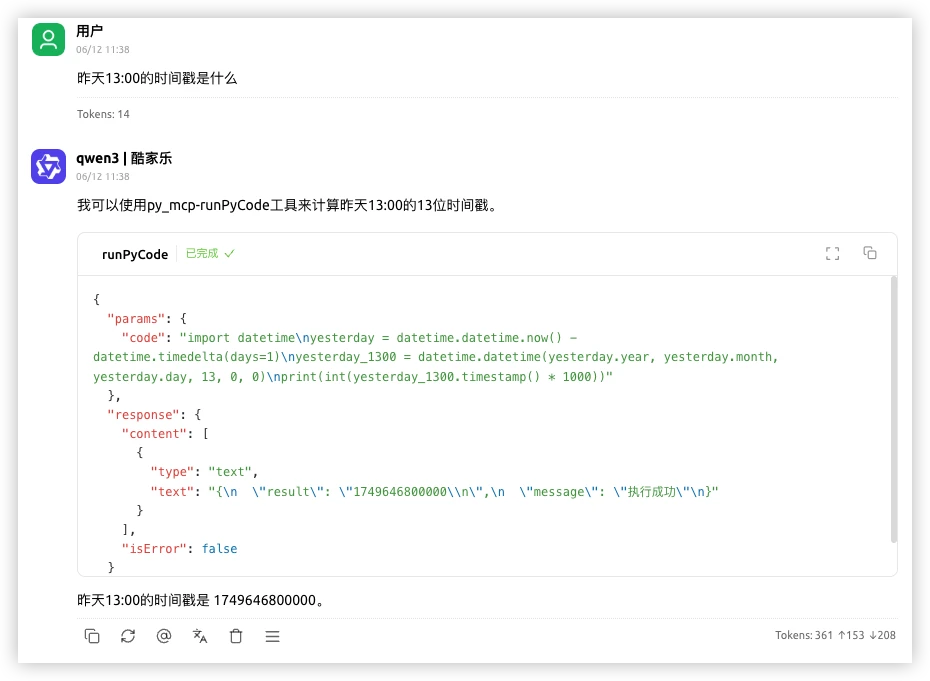 用户
06/12 11:38
昨天13:00的时间戳是什么
Tokens: 14
qwen3 | 酷家乐
06/12 11:38
我可以使用py_mcp-runPyCode工具来计算昨天13:00的13位时间戳。
runPyCode 已完成
{
"params": {
"code": "import datetime\nyesterday = datetime.datetime.now() -
datetime.timedelta(days=1)\nyesterday_1300 = datetime.datetime(yesterday.year, yesterday.month,
yesterday.day, 13, 0, 0)\nprint(int(yesterday_1300.timestamp() * 1000))"
},
"response": {
"content": [
{
"type": "text",
"text": "{\n  \"result\": \"1749646800000\\n\",\n  \"message\": \"执行成功\"\n}"
}
],
"isError": false
}
昨天13:00的时间戳是 1749646800000。
Tokens: 361 ↑153 ↓208